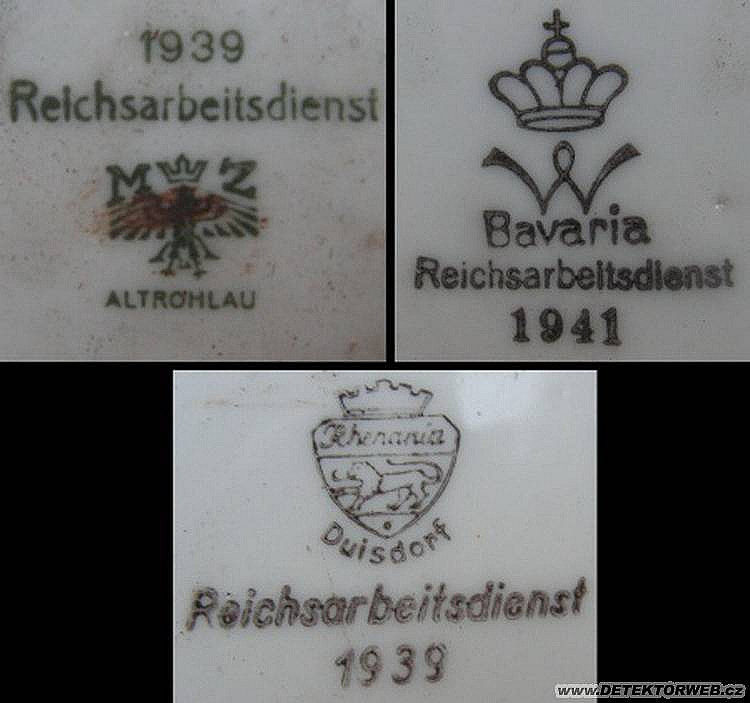 1939
Reichsarbeitsdienst
M Z
ALTROHLAU
W
Bavaria
Reichsarbeitsdienst
1941
Rhenania
Duisdorf
Reichsarbeitsdienst
1939
www.DETEKTORWEB.cz